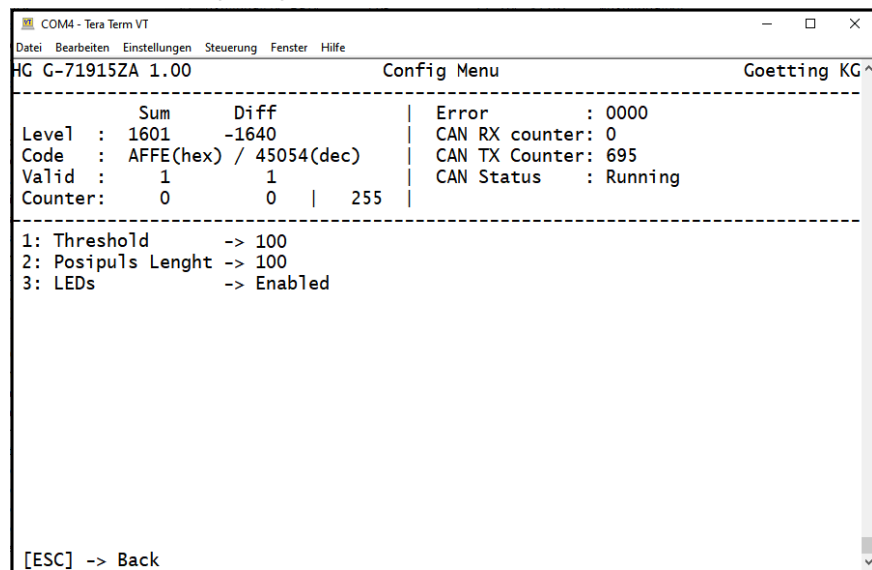 COM4 - Tera Term VT
Datei Bearbeiten Einstellungen Steuerung Fenster Hilfe
HG G-71915ZA 1.00 Config Menu Goetting KG
--------------------------------------------------------------------------------
Sum Diff | Error : 0000
Level : 1601 -1640 | CAN RX counter: 0
Code : AFFE(hex) / 45054(dec) | CAN TX Counter: 695
Valid : 1 1 | CAN Status : Running
Counter: 0 0 | 255 |
--------------------------------------------------------------------------------
1: Threshold -> 100
2: Posipuls Lenght -> 100
3: LEDs -> Enabled
[ESC] -> Back